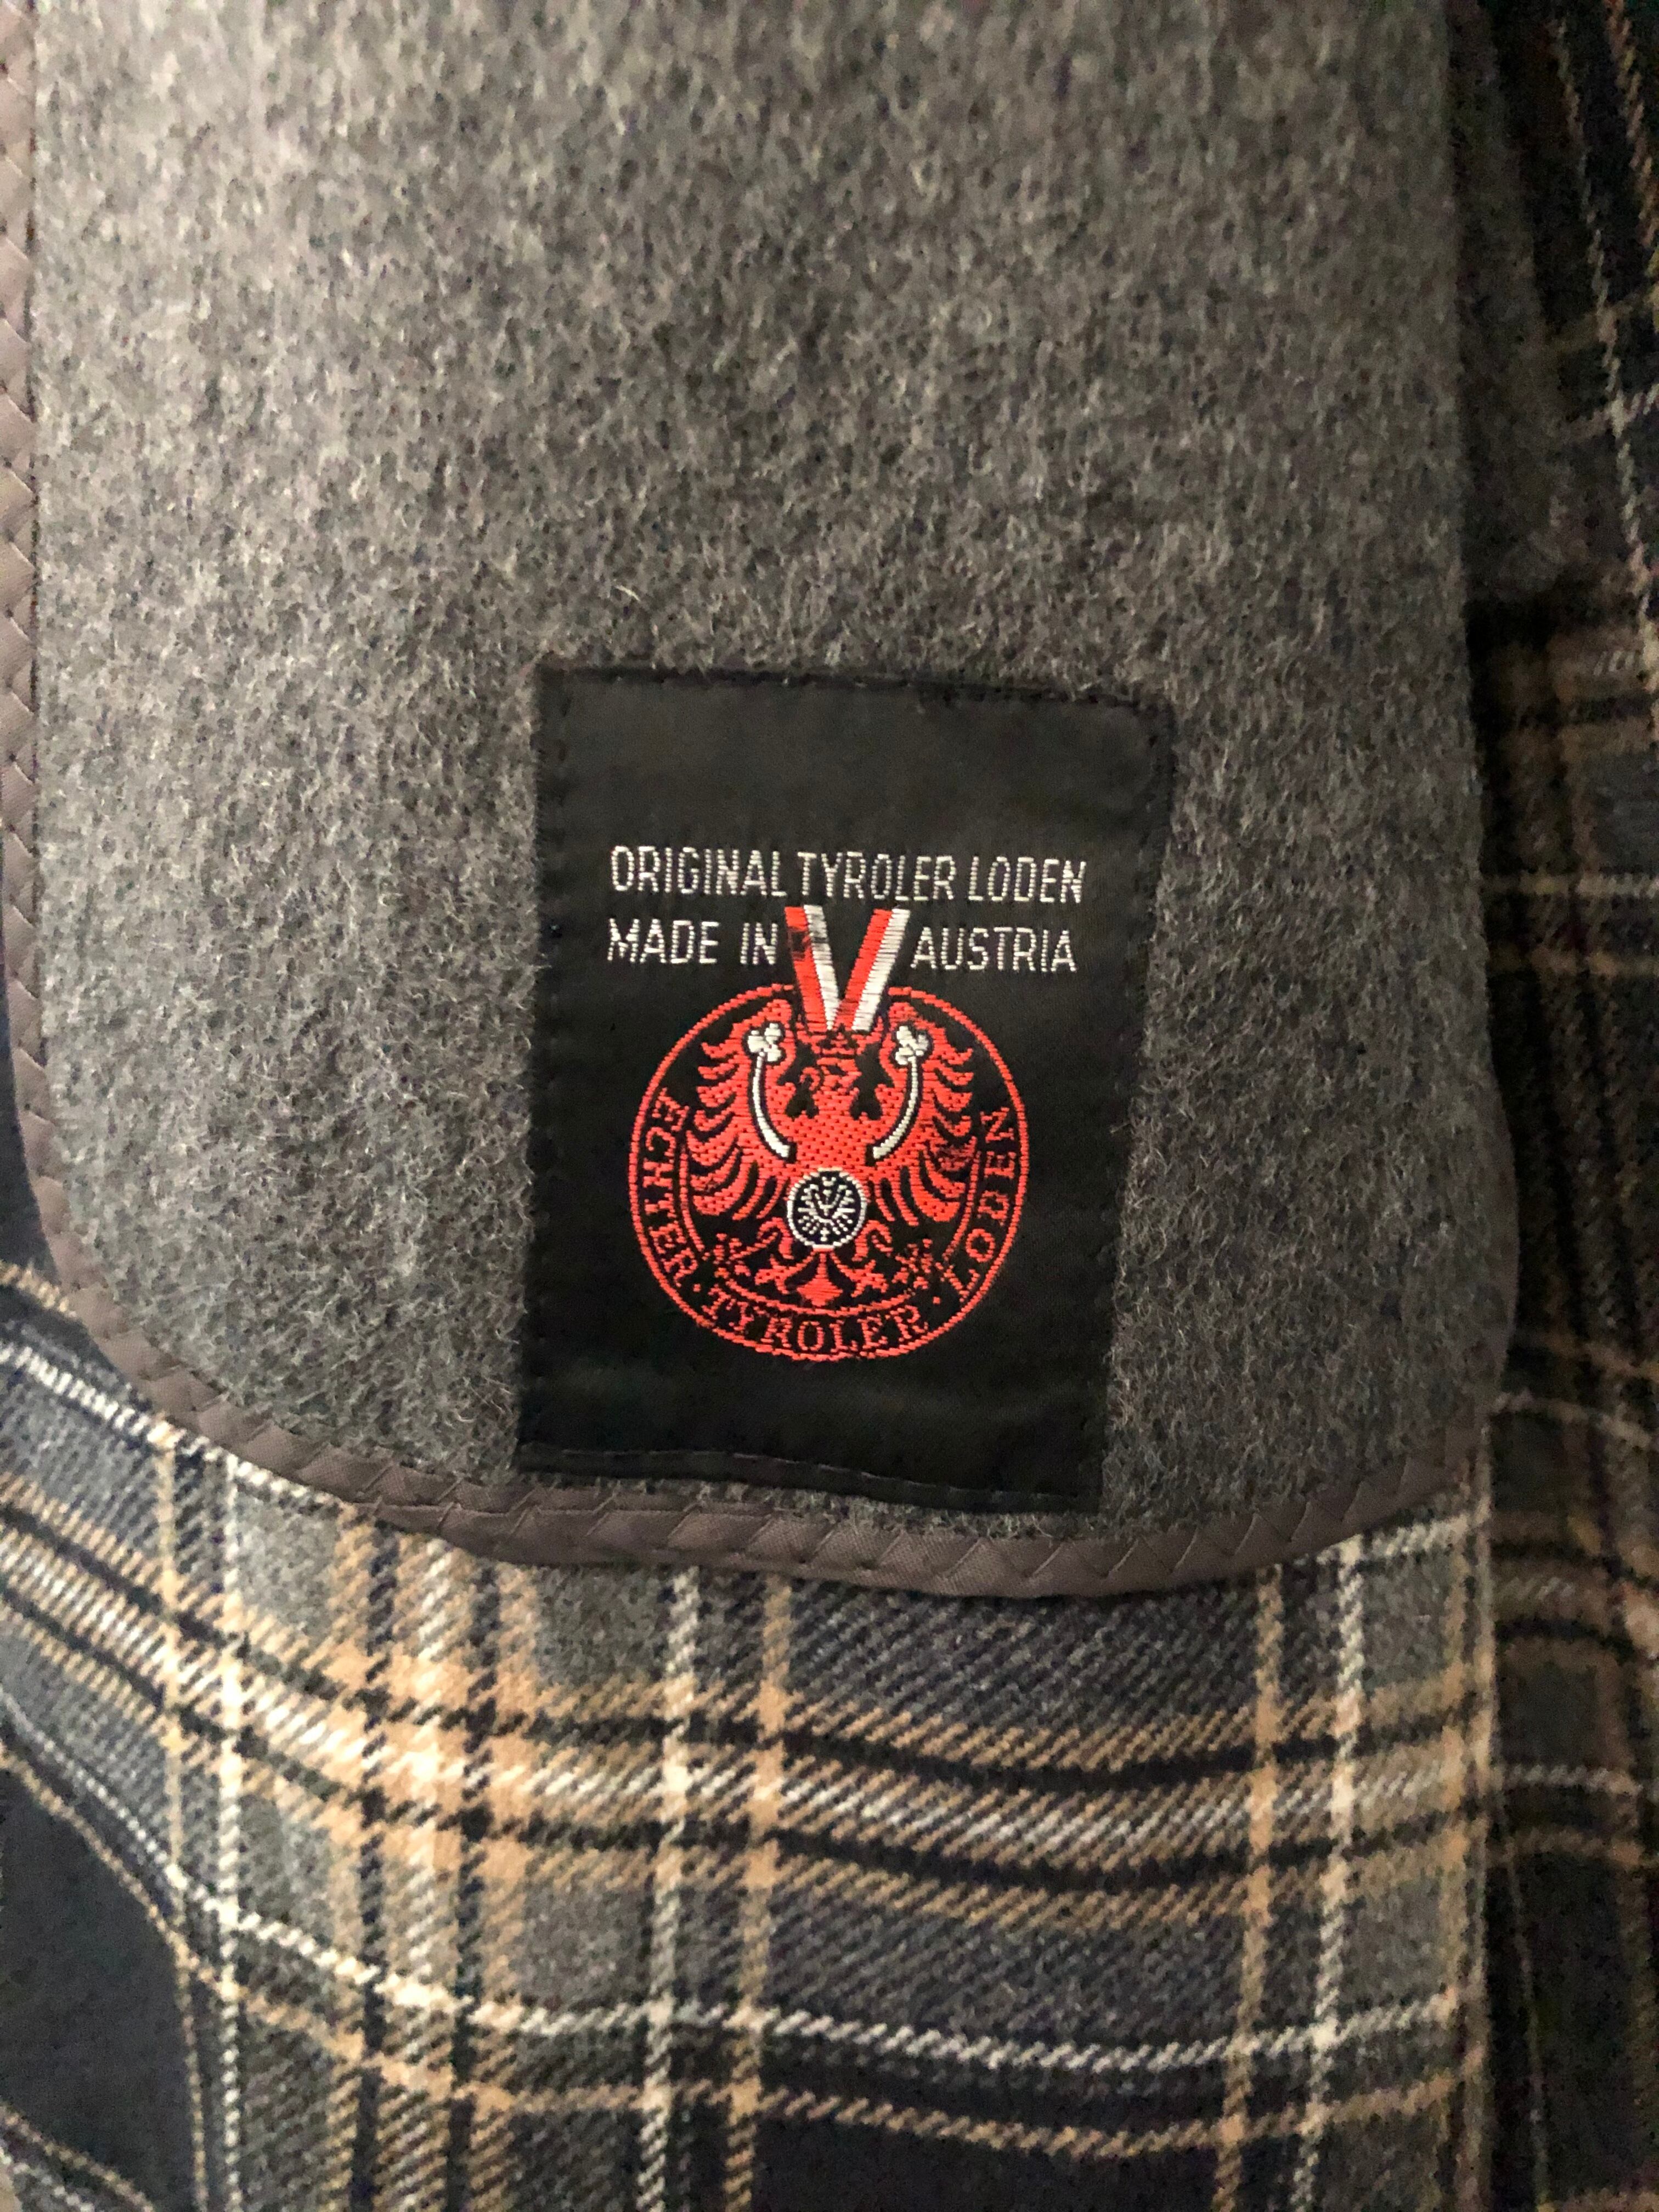 ORIGINAL TYROLER LODEN
MADE IN AUSTRIA
ECHTER · TYROLER · LODEN